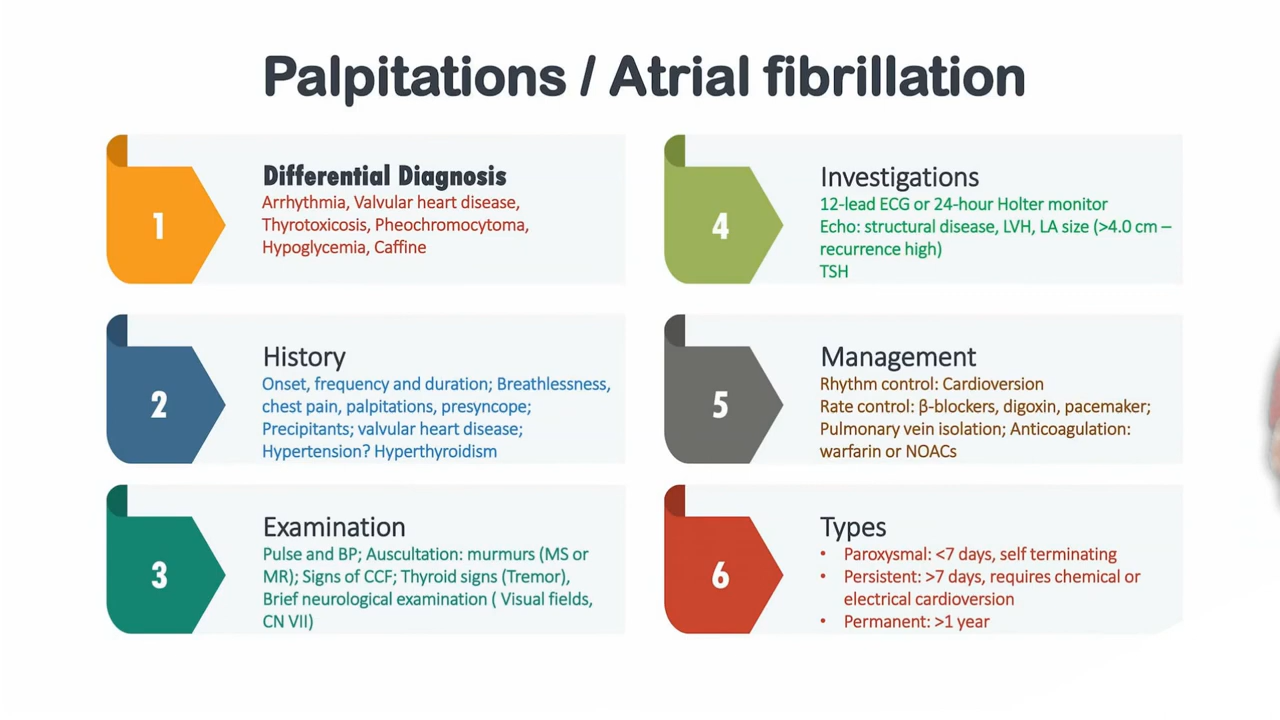 Palpitations / Atrial fibrillation
1
Differential Diagnosis
Arrhythmia, Valvular heart disease,
Thyrotoxicosis, Pheochromocytoma,
Hypoglycemia, Caffine
2
History
Onset, frequency and duration; Breathlessness,
chest pain, palpitations, presyncope;
Precipitants; valvular heart disease;
Hypertension? Hyperthyroidism
3
Examination
Pulse and BP; Auscultation: murmurs (MS or
MR); Signs of CCF; Thyroid signs (Tremor),
Brief neurological examination ( Visual fields,
CN VII)
4
Investigations
12-lead ECG or 24-hour Holter monitor
Echo: structural disease, LVH, LA size (>4.0 cm –
recurrence high)
TSH
5
Management
Rhythm control: Cardioversion
Rate control: β-blockers, digoxin, pacemaker;
Pulmonary vein isolation; Anticoagulation:
warfarin or NOACs
6
Types
• Paroxysmal: <7 days, self terminating
• Persistent: >7 days, requires chemical or
electrical cardioversion
• Permanent: >1 year